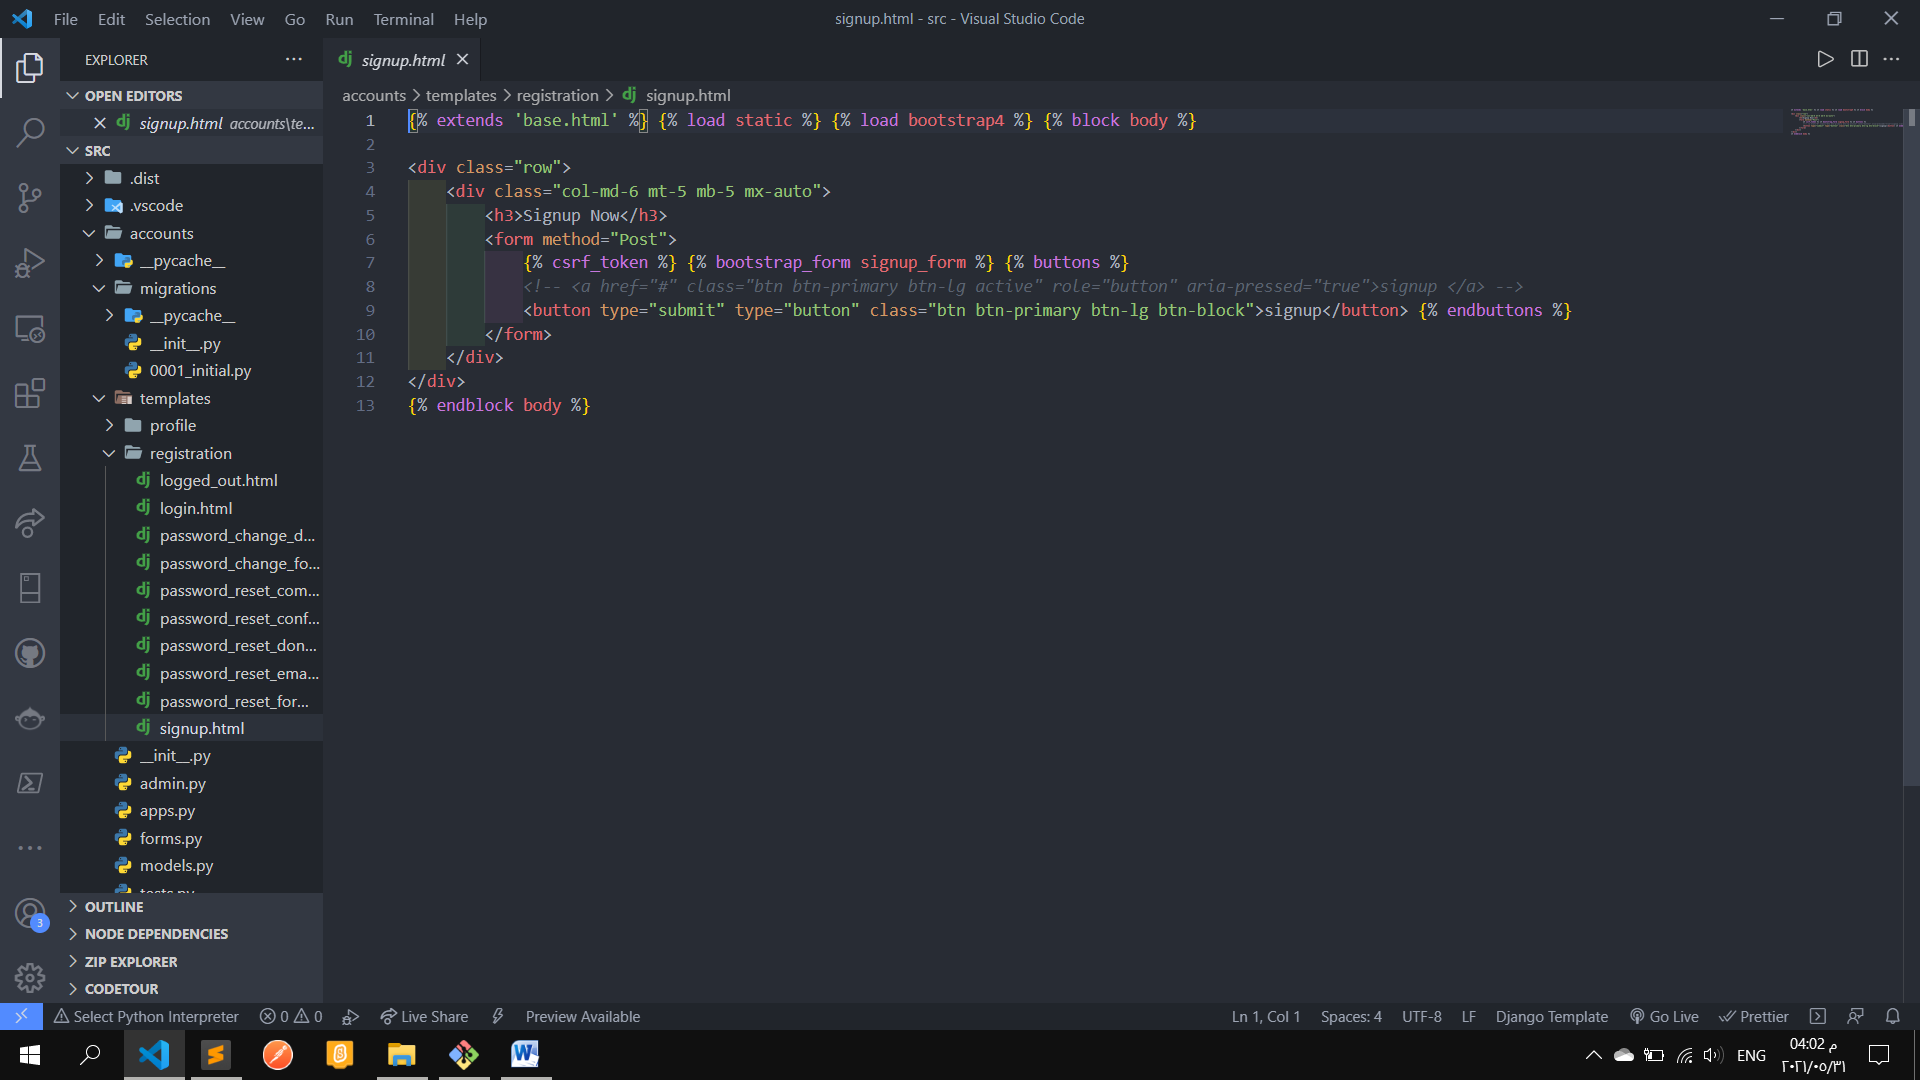 File Edit Selection View Go Run Terminal Help
signup.html - src - Visual Studio Code
EXPLORER
signup.html
OPEN EDITORS
signup.html accounts\te...
SRC
.dist
.vscode
accounts
__pycache__
migrations
__pycache__
__init__.py
0001_initial.py
templates
profile
registration
logged_out.html
login.html
password_change_d...
password_change_fo...
password_reset_com...
password_reset_conf...
password_reset_don...
password_reset_ema...
password_reset_for...
signup.html
__init__.py
admin.py
apps.py
forms.py
models.py
tests.py
OUTLINE
NODE DEPENDENCIES
ZIP EXPLORER
CODETOUR
3
accounts > templates > registration > signup.html
1 {% extends 'base.html' %} {% load static %} {% load bootstrap4 %} {% block body %}
2
3 <div class="row">
4 <div class="col-md-6 mt-5 mb-5 mx-auto">
5 <h3>Signup Now</h3>
6 <form method="Post">
7 {% csrf_token %} {% bootstrap_form signup_form %} {% buttons %}
8 <!-- <a href="#" class="btn btn-primary btn-lg active" role="button" aria-pressed="true">signup </a> -->
9 <button type="submit" type="button" class="btn btn-primary btn-lg btn-block">signup</button> {% endbuttons %}
10 </form>
11 </div>
12 </div>
13 {% endblock body %}
Select Python Interpreter 0 0 Live Share Preview Available
Ln 1, Col 1 Spaces: 4 UTF-8 LF Django Template Go Live Prettier
ENG
04:02 م
٢٠٢١/٠٥/٣١